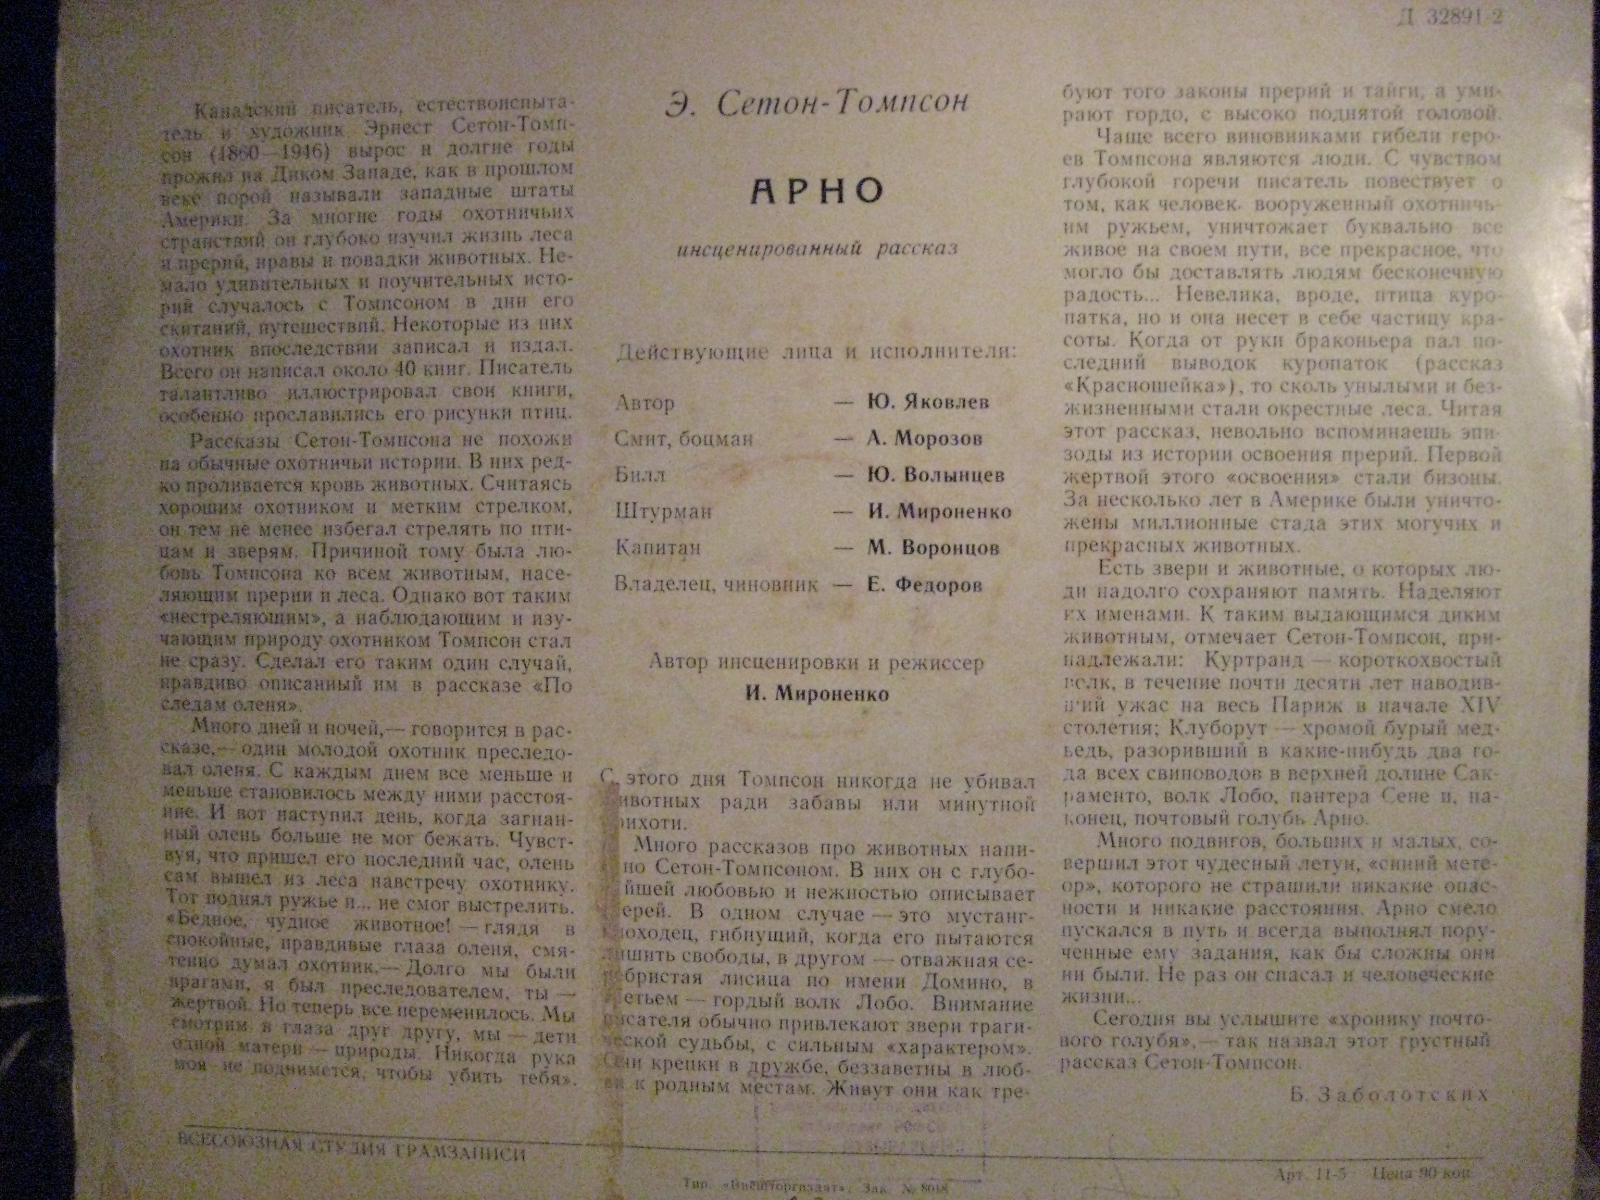 Д 32891-2
Канадский писатель, естествоиспыта-
тель и художник Эрнест Сетон-Томп-
сон (1860—1946) вырос и долгие годы
прожил на Диком Западе, как в прошлом
веке порой называли западные штаты
Америки. За многие годы охотничьих
странствий он глубоко изучил жизнь леса
и прерий, нравы и повадки животных. Не-
мало удивительных и поучительных исто-
рий случалось с Томпсоном в дни его
скитаний, путешествий. Некоторые из них
охотник впоследствии записал и издал.
Всего он написал около 40 книг. Писатель
талантливо иллюстрировал свои книги,
особенно прославились его рисунки птиц.
Рассказы Сетон-Томпсона не похожи
на обычные охотничьи истории. В них ред-
ко проливается кровь животных. Считаясь
хорошим охотником и метким стрелком,
он тем не менее избегал стрелять по пти-
цам и зверям. Причиной тому была лю-
бовь Томпсона ко всем животным, насе-
ляющим прерии и леса. Однако вот таким
«нестреляющим», а наблюдающим и изу-
чающим природу охотником Томпсон стал
не сразу. Сделал его таким один случай,
правдиво описанный им в рассказе «По
следам оленя».
Много дней и ночей,— говорится в рас-
сказе,— один молодой охотник преследо-
вал оленя. С каждым днем все меньше и
меньше становилось между ними расстоя-
ние. И вот наступил день, когда загнан-
ный олень больше не мог бежать. Чувст-
вуя, что пришел его последний час, олень
сам вышел из леса навстречу охотнику.
Тот поднял ружье и... не смог выстрелить.
«Бедное, чудное животное! — глядя в
спокойные, правдивые глаза оленя, смя-
тенно думал охотник.— Долго мы были
врагами, я был преследователем, ты —
жертвой. Но теперь все переменилось. Мы
смотрим в глаза друг другу, мы — дети
одной матери — природы. Никогда рука
моя не поднимется, чтобы убить тебя».
Э. Сетон-Томпсон
АРНО
инсценированный рассказ
Действующие лица и исполнители:
Автор — Ю. Яковлев
Смит, боцман — А. Морозов
Билл — Ю. Волынцев
Штурман — И. Мироненко
Капитан — М. Воронцов
Владелец, чиновник — Е. Федоров
Автор инсценировки и режиссер
И. Мироненко
С этого дня Томпсон никогда не убивал
ивотных ради забавы или минутной
рихоти.
Много рассказов про животных напи-
но Сетон-Томпсоном. В них он с глубо-
йшей любовью и нежностью описывает
ерей. В одном случае — это мустанг-
иноходец, гибнущий, когда его пытаются
лишить свободы, в другом — отважная се-
ребристая лисица по имени Домино, в
третьем — гордый волк Лобо. Внимание
писателя обычно привлекают звери траги-
ческой судьбы, с сильным «характером».
Они крепки в дружбе, беззаветны в люб-
ви к родным местам. Живут они как тре-
буют того законы прерий и тайги, а уми-
рают гордо, с высоко поднятой головой.
Чаще всего виновниками гибели геро-
ев Томпсона являются люди. С чувством
глубокой горечи писатель повествует о
том, как человек, вооруженный охотничь-
им ружьем, уничтожает буквально все
живое на своем пути, все прекрасное, что
могло бы доставлять людям бесконечную
радость... Невелика, вроде, птица куро-
патка, но и она несет в себе частицу кра-
соты. Когда от руки браконьера пал по-
следний выводок куропаток (рассказ
«Красношейка»), то сколь унылыми и без-
жизненными стали окрестные леса. Читая
этот рассказ, невольно вспоминаешь эпи-
зоды из истории освоения прерий. Первой
жертвой этого «освоения» стали бизоны.
За несколько лет в Америке были уничто-
жены миллионные стада этих могучих и
прекрасных животных.
Есть звери и животные, о которых лю-
ди надолго сохраняют память. Наделяют
их именами. К таким выдающимся диким
животным, отмечает Сетон-Томпсон, при-
надлежали: Куртранд — короткохвостый
волк, в течение почти десяти лет наводив-
ший ужас на весь Париж в начале XIV
столетия; Клуборут — хромой бурый мед-
ведь, разоривший в какие-нибудь два го-
да всех свиноводов в верхней долине Сак-
раменто, волк Лобо, пантера Сене и, на-
конец, почтовый голубь Арно.
Много подвигов, больших и малых, со-
вершил этот чудесный летун, «синий мете-
ор», которого не страшили никакие опас-
ности и никакие расстояния. Арно смело
пускался в путь и всегда выполнял пору-
ченные ему задания, как бы сложны они
ни были. Не раз он спасал и человеческие
жизни...
Сегодня вы услышите «хронику почто-
вого голубя»,— так назвал этот грустный
рассказ Сетон-Томпсон.
Б. Заболотских
ВСЕСОЮЗНАЯ СТУДИЯ ГРАМЗАПИСИ
Арт. 11-5 Цена 90 коп.
Тип. «Внешторгиздат». Зак. № 8018